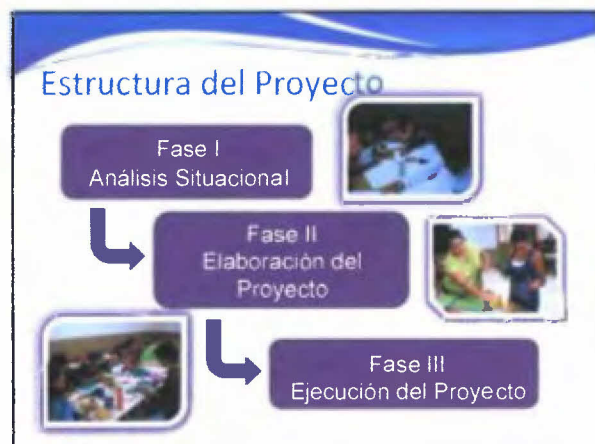 Estructura del Proyecto
Fase I
Análisis Situacional
Fase II
Elaboración del
Proyecto
Fase III
Ejecución del Proyecto